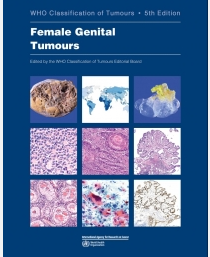 WHO Classification of Tumours • 5th Edition
Female Genital
Tumours
Edited by the WHO Classification of Tumours Editorial Board
International Agency for Research on Cancer
World Health
Organization